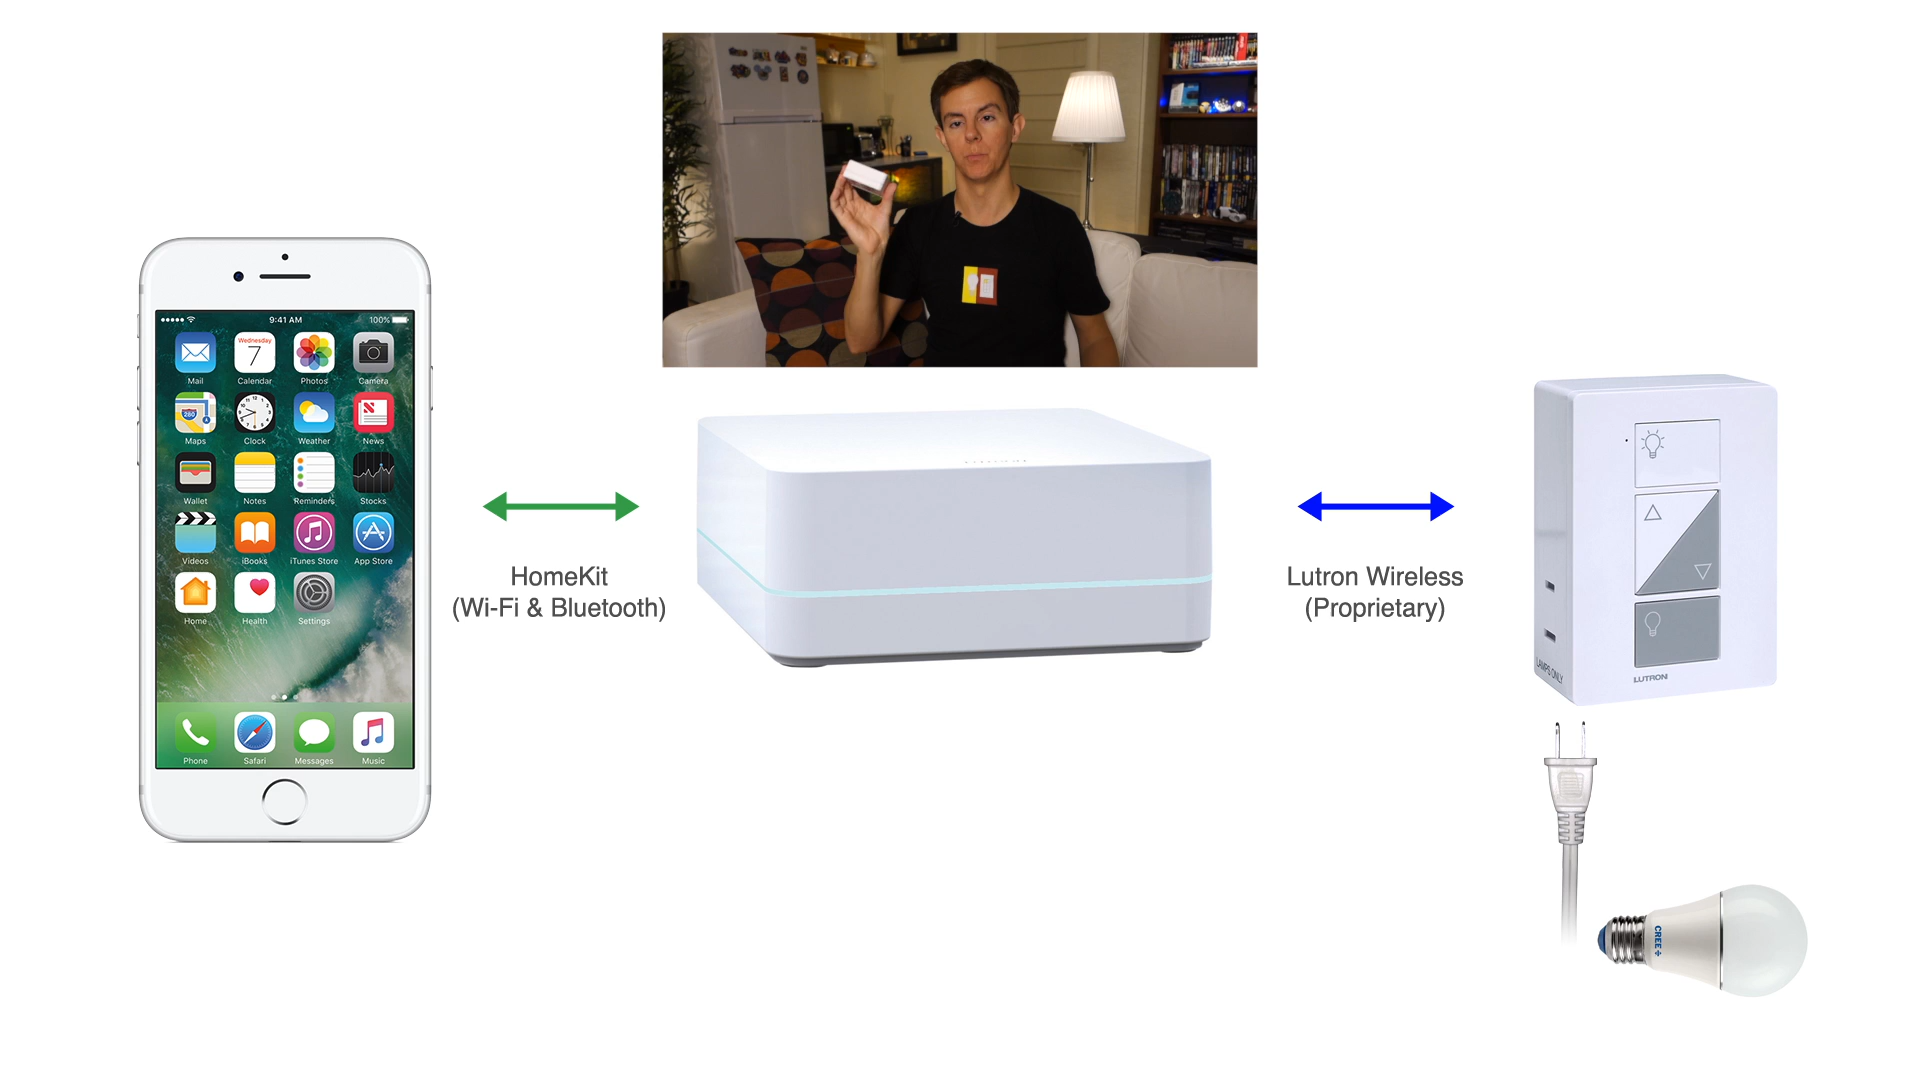 9:41 AM
100%
Wednesday
7
Mail
Calendar
Photos
Camera
280
Maps
Clock
Weather
News
Wallet
Notes
Reminders
Stocks
Videos
iBooks
iTunes Store
App Store
Home
Health
Settings
Phone
Safari
Messages
Music
HomeKit
(Wi-Fi & Bluetooth)
LUTRON
Lutron Wireless
(Proprietary)
LAMPS ONLY
LUTRON
CREE